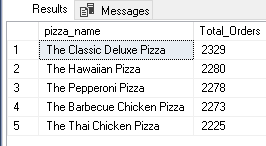 Results Messages
pizza_name Total_Orders
1 The Classic Deluxe Pizza 2329
2 The Hawaiian Pizza 2280
3 The Pepperoni Pizza 2278
4 The Barbecue Chicken Pizza 2273
5 The Thai Chicken Pizza 2225